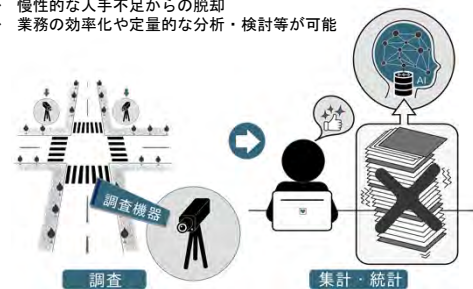 慢性的な人手不足からの脱却
業務の効率化や定量的な分析・検討等が可能
AI
調査機器
調査
集計・統計